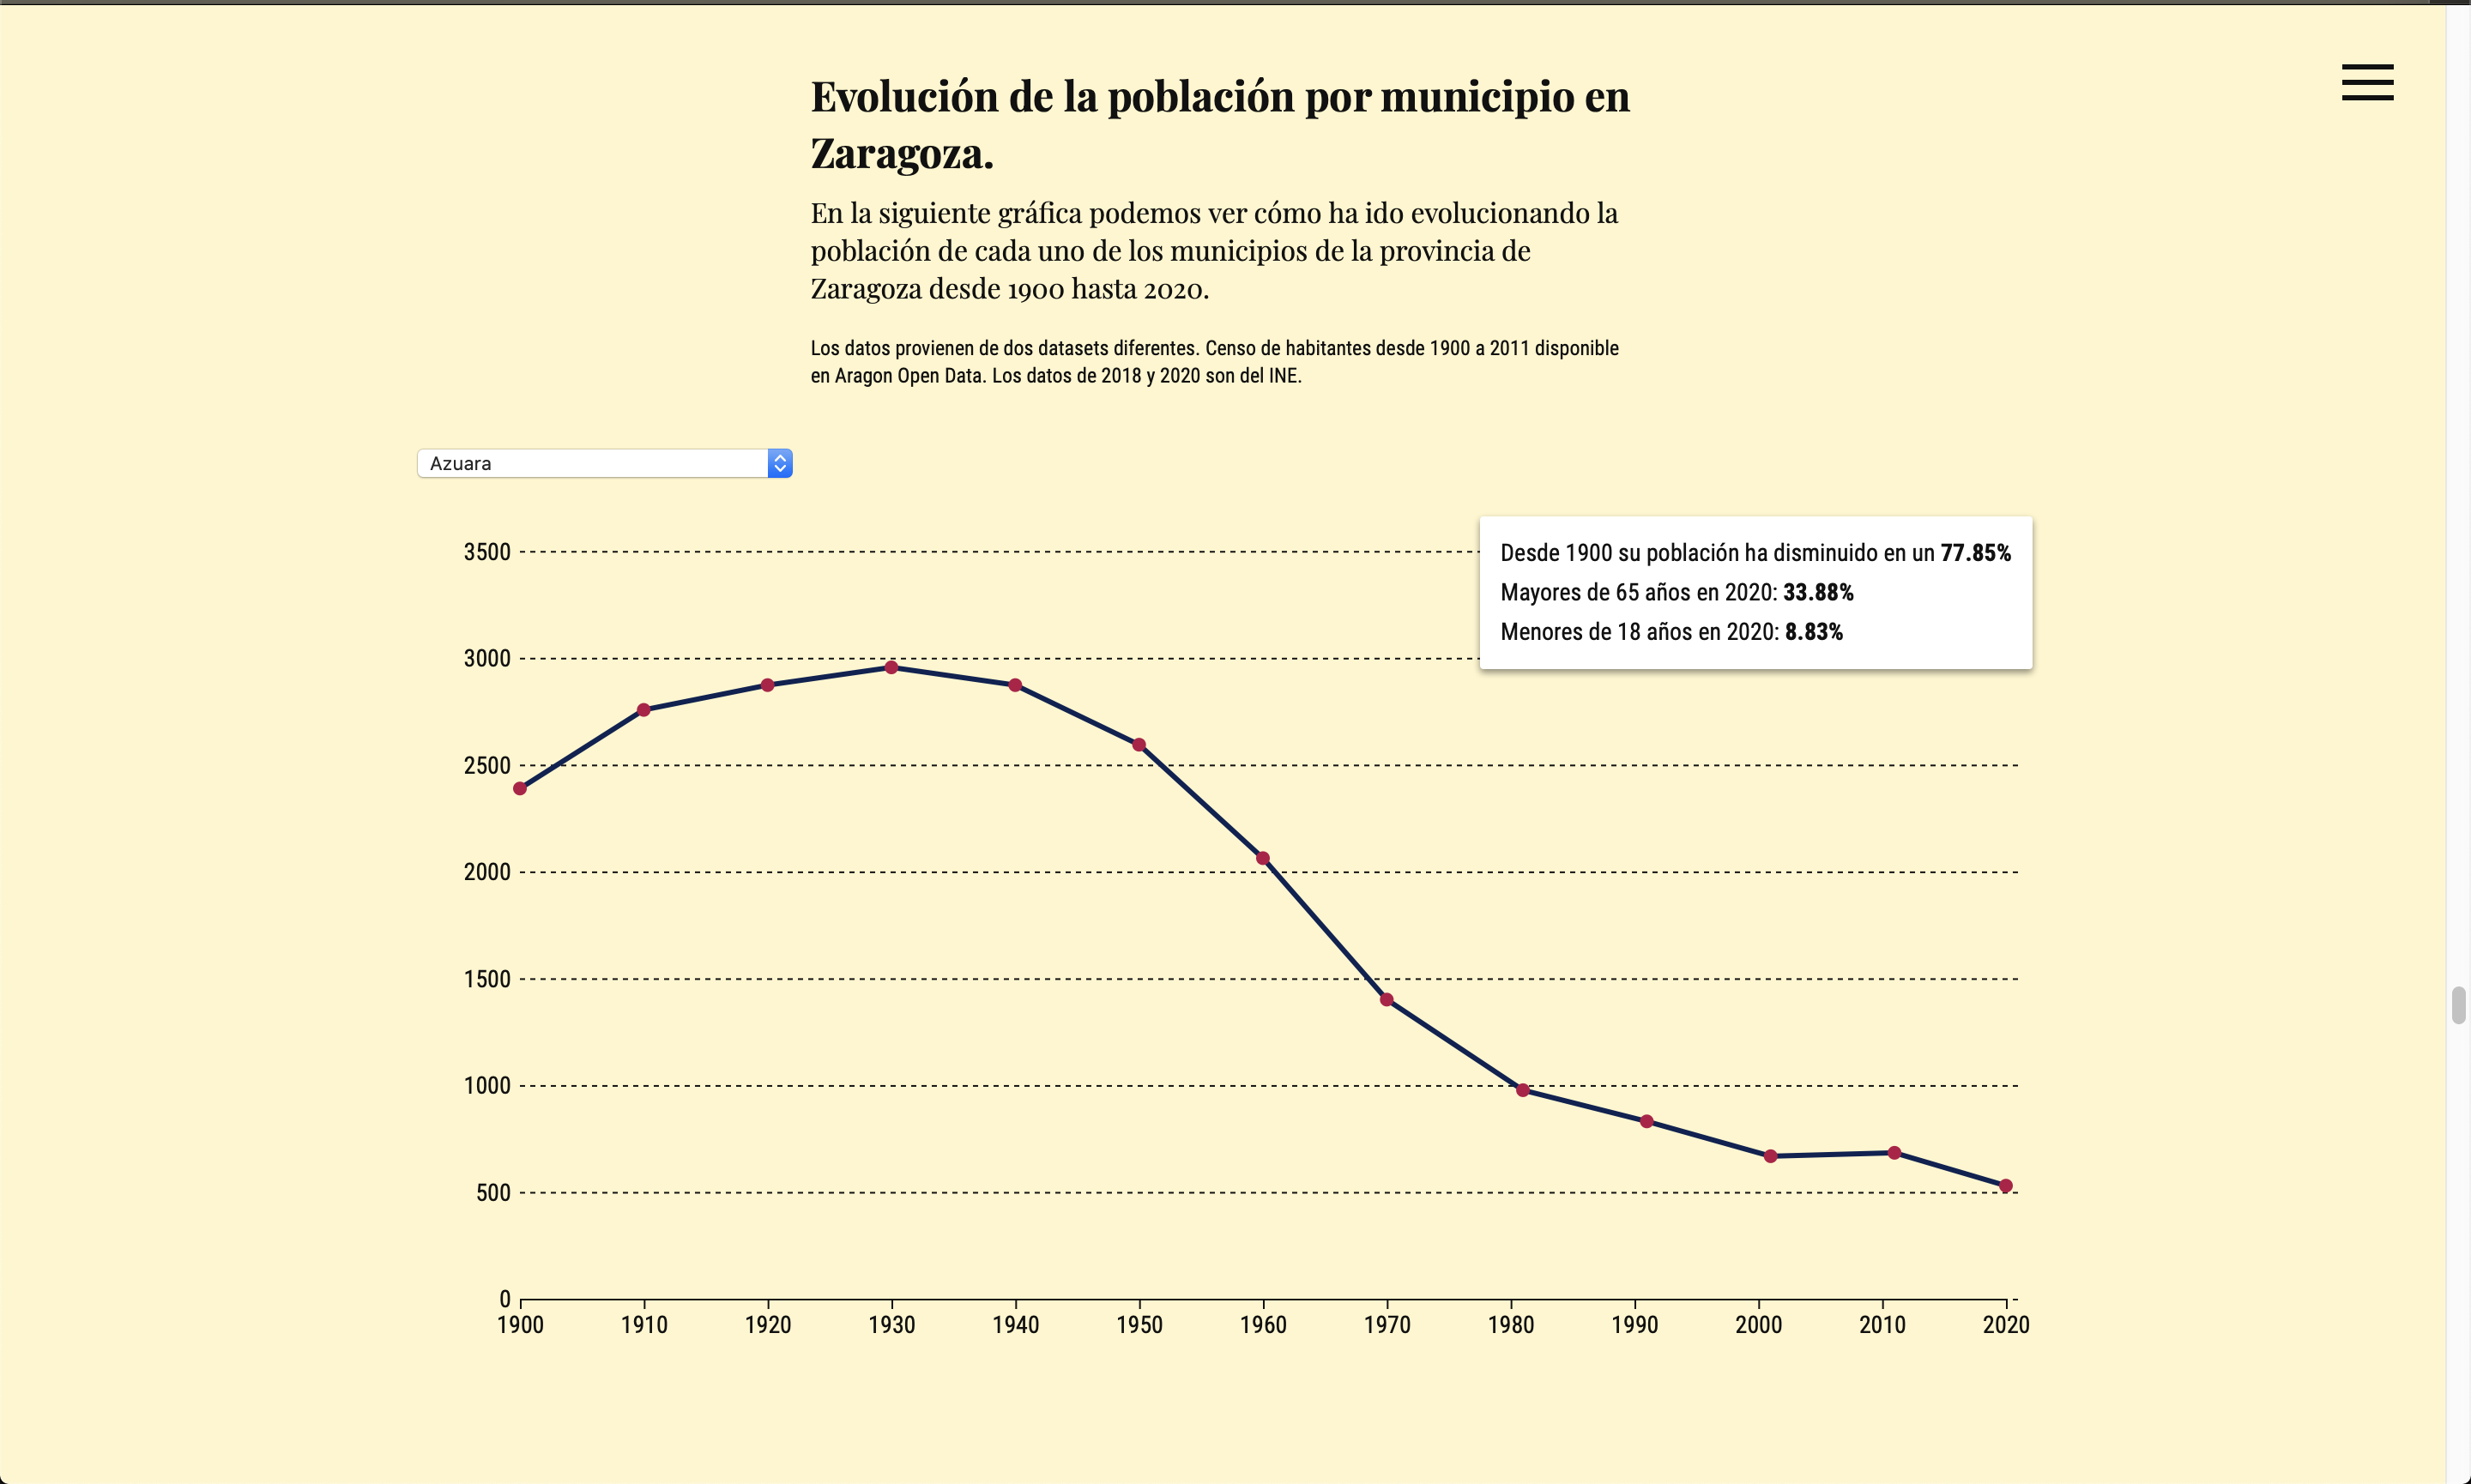 Evolución de la población por municipio en
Zaragoza.
En la siguiente gráfica podemos ver cómo ha ido evolucionando la
población de cada uno de los municipios de la provincia de
Zaragoza desde 1900 hasta 2020.
Los datos provienen de dos datasets diferentes. Censo de habitantes desde 1900 a 2011 disponible
en Aragon Open Data. Los datos de 2018 y 2020 son del INE.
Azuara
Desde 1900 su población ha disminuido en un 77.85%
Mayores de 65 años en 2020: 33.88%
Menores de 18 años en 2020: 8.83%
3500
3000
2500
2000
1500
1000
500
0
1900 1910 1920 1930 1940 1950 1960 1970 1980 1990 2000 2010 2020